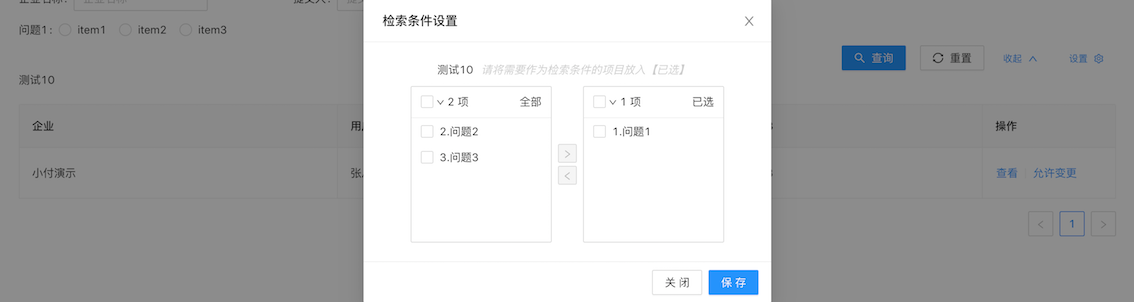 企业名称： 企业名称 提交人：
问题1： item1 item2 item3
查询 重置 收起 设置
测试10
企业 用 操作
小付演示 张 查看 允许变更
1
检索条件设置
测试10 请将需要作为检索条件的项目放入【已选】
2 项 全部
2.问题2
3.问题3
1 项 已选
1.问题1
关 闭 保 存